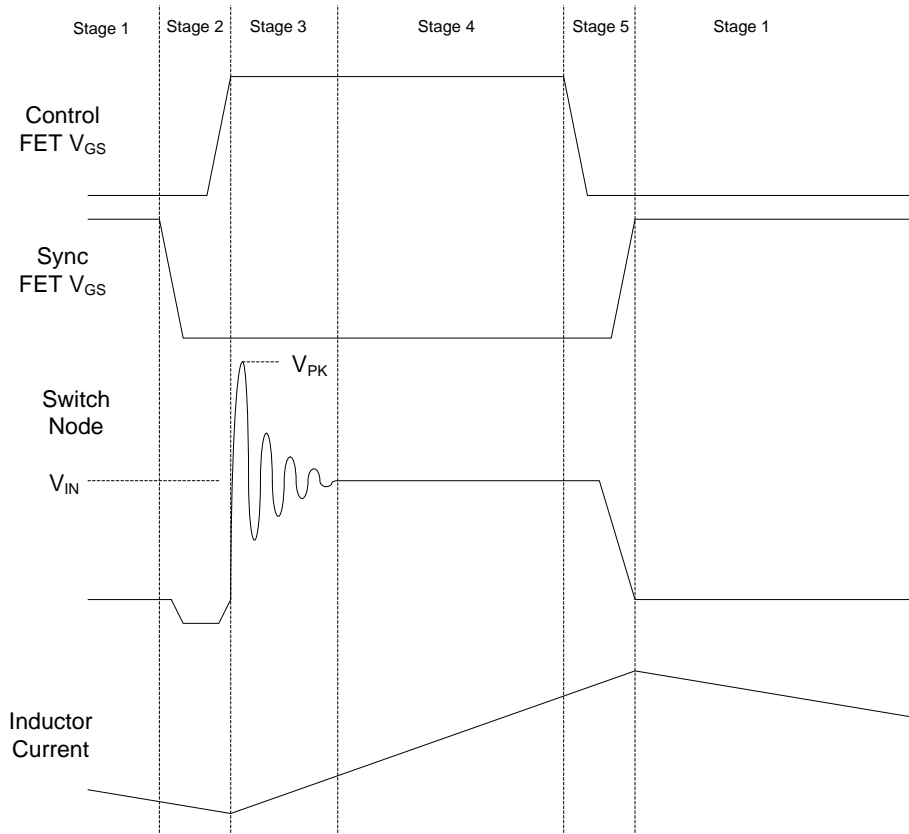 Stage 1 Stage 2 Stage 3 Stage 4 Stage 5 Stage 1
Control
FET VGS
Sync
FET VGS
VPK
Switch
Node
VIN
Inductor
Current